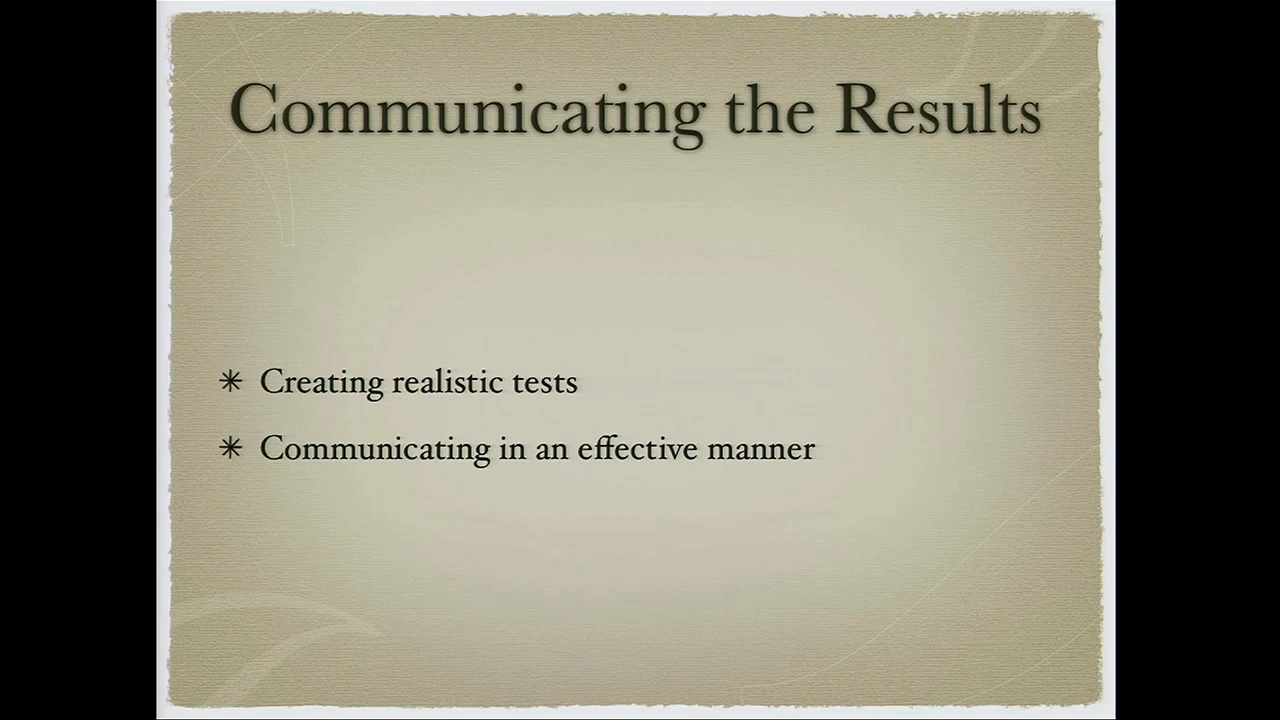 Communicating the Results
✳ Creating realistic tests
✳ Communicating in an effective manner